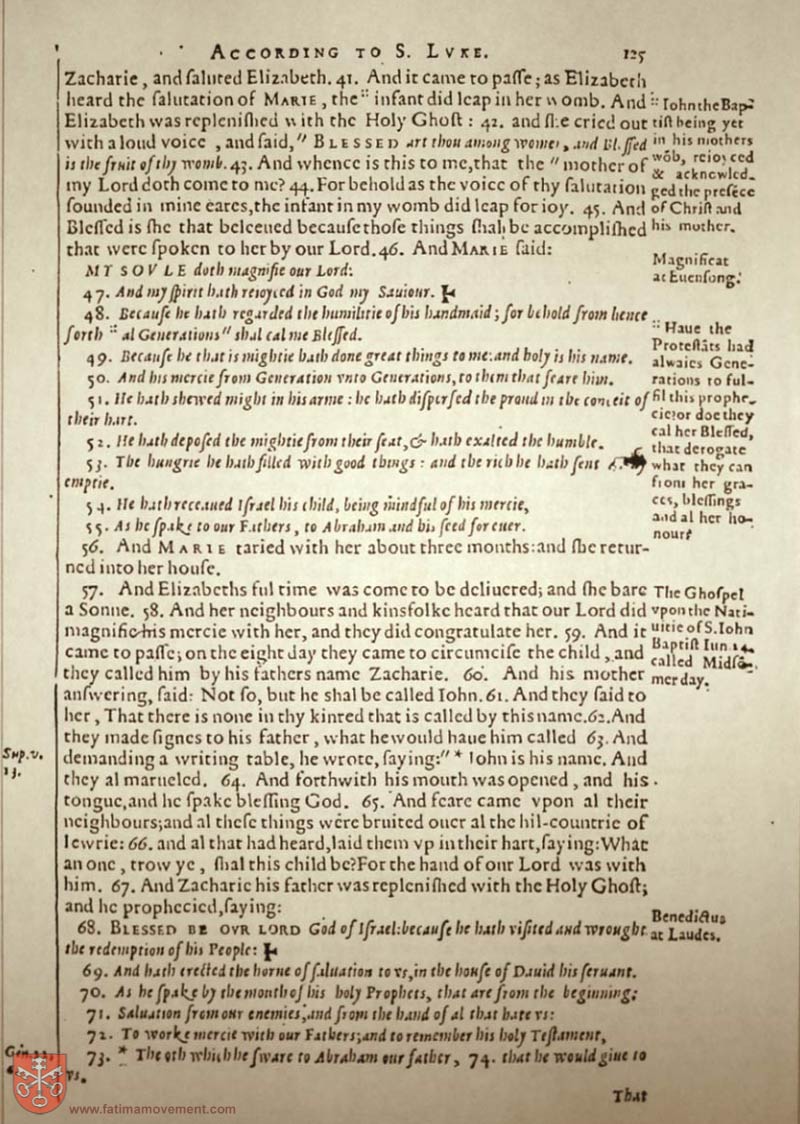 ACCORDING TO S. LVKE. 125
Zacharie, and ſaluted Elizabeth. 41. And it came to paſſe; as Elizabeth
heard the ſalutation of MARIE, the :: infant did leap in her womb. And
Elizabeth was repleniſhed with the Holy Ghoſt: 42. and ſhe cried out
with a loud voice, and ſaid, " BLESSED art thou among women, and Bleſſed
is the fruit of thy womb. 43. And whence is this to me, that the " mother of
my Lord doth come to me? 44. For behold as the voice of thy ſalutation
ſounded in mine eares, the infant in my womb did leap for ioy. 45. And
Bleſſed is ſhe that beleeued becauſe thoſe things ſhal be accompliſhed
that were ſpoken to her by our Lord. 46. And MARIE ſaid:
MY SOVLE doth magnifie our Lord:
47. And my ſpirit hath reioyced in God my Sauiour.
48. Becauſe he hath regarded the humilitie of his handmaid; for behold from hence
forth :: al Generations " shal cal me Bleſſed.
49. Becauſe he that is mightie hath done great things to me: and holy is his name.
50. And his mercie from Generation vnto Generations, to them that feare him.
51. He hath shewed might in his arme: he hath diſperſed the proud in the conceit of
their hart.
52. He hath depoſed the mightie from their ſeat, & hath exalted the humble.
53. The hungrie he hath filled with good things: and the rich he hath ſent
emptie.
54. He hath receaued Iſrael his child, being mindful of his mercie,
55. As he ſpake to our Fathers, to Abraham and his ſeed for euer.
56. And MARIE taried with her about three months: and ſhe retur-
ned into her houſe.
57. And Elizabeths ful time was come to be deliuered; and ſhe bare
a Sonne. 58. And her neighbours and kinsfolke heard that our Lord did
magnifie his mercie with her, and they did congratulate her. 59. And it
came to paſſe; on the eight day they came to circumciſe the child, and
they called him by his fathers name Zacharie. 60. And his mother
anſwering, ſaid: Not ſo, but he shal be called Iohn. 61. And they ſaid to
her, That there is none in thy kinred that is called by this name. 62. And
they made ſignes to his father, what he would haue him called 63. And
demanding a writing table, he wrote, ſaying: " * Iohn is his name. And
they al marueled. 64. And forthwith his mouth was opened, and his
tongue, and he ſpake bleſſing God. 65. And feare came vpon al their
neighbours; and al theſe things were bruited ouer al the hil-countrie of
Iewrie: 66. and al that had heard, laid them vp in their hart, ſaying: What
an one, trow ye, ſhal this child be? For the hand of our Lord was with
him. 67. And Zacharie his father was repleniſhed with the Holy Ghoſt;
and he prophecied, ſaying:
68. BLESSED BE OVR LORD God of Iſrael: becauſe he hath viſited and wrought
the redemption of his People:
69. And hath erected the horne of ſaluation to vs, in the houſe of Dauid his ſeruant.
70. As he ſpake by the mouth of his holy Prophets, that are from the beginning;
71. Saluation from our enemies, and from the hand of al that hate vs:
72. To worke mercie with our Fathers; and to remember his holy Teſtament,
73. * The oth which he ſware to Abraham our father, 74. that he would giue to
vs,
That
:: Iohn the Bap-
tiſt being yet
in his mothers
wōb, reioyced
& acknewled-
ged the preſēce
of Chriſt and
his mother.
Magnificat
at Euenſong.
:: Haue the
Proteſtāts had
alwaies Gene-
rations to ful-
fil this prophe-
cie? or doe they
cal her Bleſſed,
that derogate
what they can
from her gra-
ces, bleſſings
and al her ho-
nour?
The Ghoſpel
vpon the Nati-
uitie of S. Iohn
Baptiſt Iun. 24.
called Midſō-
mer day.
Sup. v.
13.
Benedictus
at Laudes.
Gen. 22,
www.fatimamovement.com